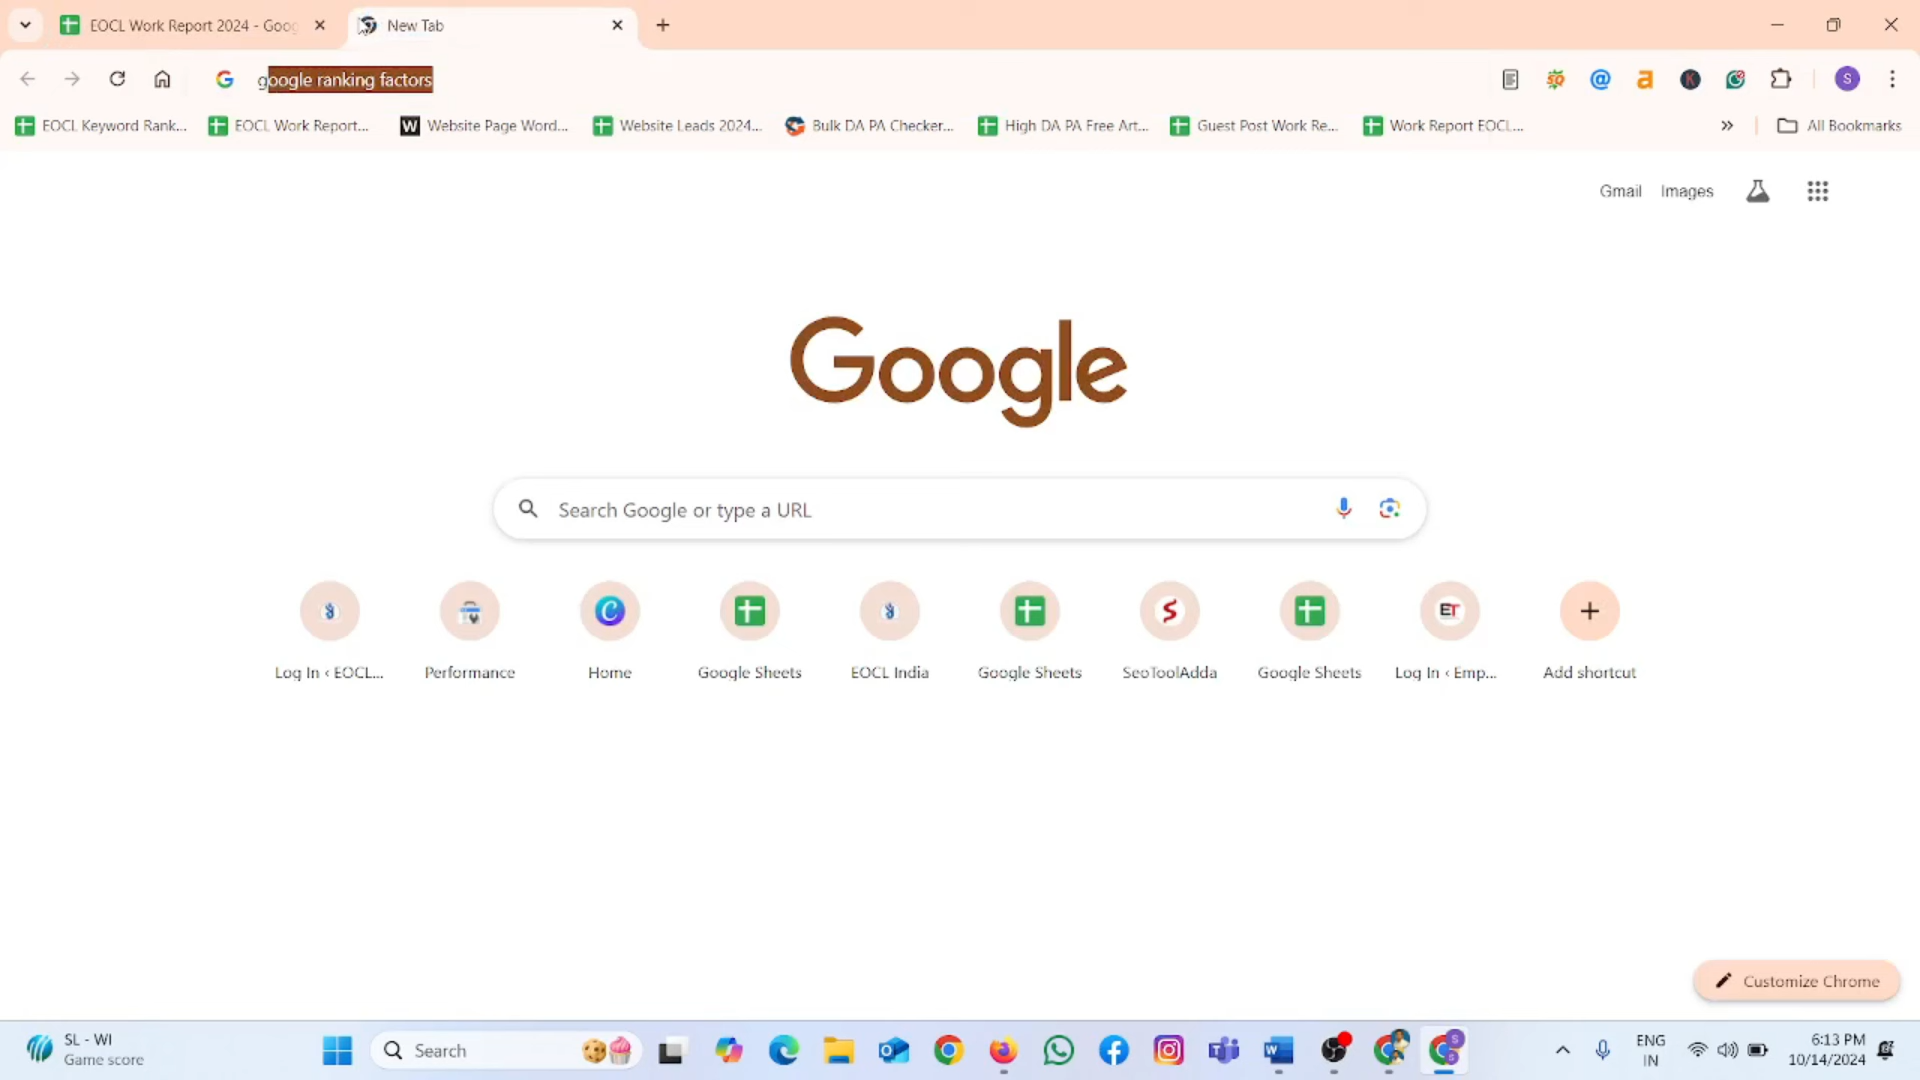 EOCL Work Report 2024 - Goog
New Tab
google ranking factors
S
EOCL Keyword Rank...
EOCL Work Report...
W
Website Page Word...
Website Leads 2024...
Bulk DA PA Checker...
High DA PA Free Art...
Guest Post Work Re...
Work Report EOCL...
All Bookmarks
Gmail
Images
Google
Search Google or type a URL
Log In ‹ EOCL...
Performance
Home
Google Sheets
EOCL India
Google Sheets
SeoToolAdda
Google Sheets
ET
Log In ‹ Emp...
Add shortcut
Customize Chrome
SL - WI
Game score
Search
ENG
IN
6:13 PM
10/14/2024